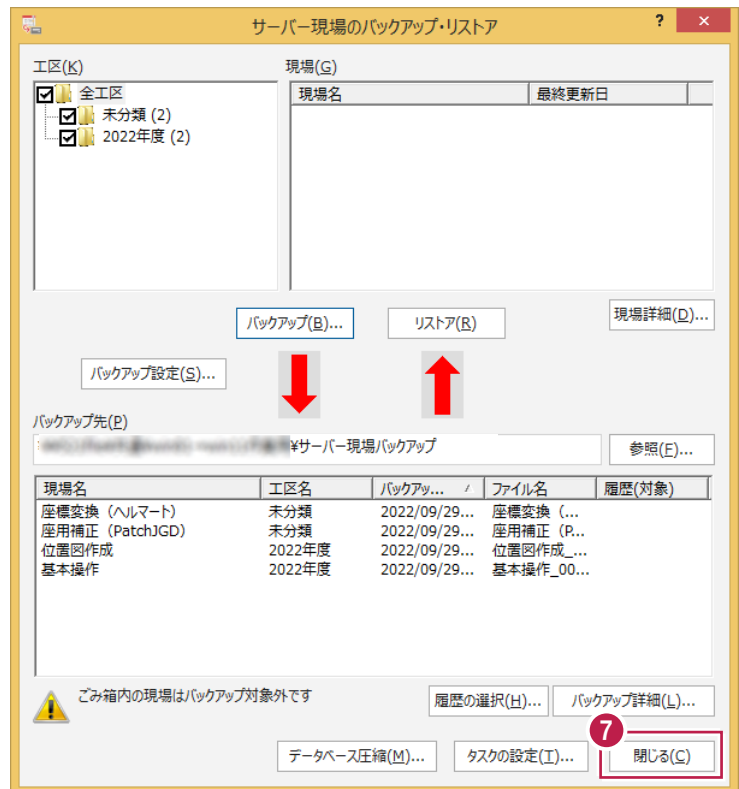 サーバー現場のバックアップ・リストア
? ×
工区(K) 現場(G)
全工区
未分類 (2)
2022年度 (2)
現場名 最終更新日
バックアップ(B)... リストア(R) 現場詳細(D)...
バックアップ設定(S)...
バックアップ先(P)
¥サーバー現場バックアップ 参照(F)...
現場名 工区名 バックアッ... ファイル名 履歴(対象)
座標変換（ヘルマート） 未分類 2022/09/29... 座標変換（...
座用補正（PatchJGD） 未分類 2022/09/29... 座用補正（P...
位置図作成 2022年度 2022/09/29... 位置図作成_...
基本操作 2022年度 2022/09/29... 基本操作_00...
ごみ箱内の現場はバックアップ対象外です 履歴の選択(H)... バックアップ詳細(L)...
7
データベース圧縮(M)... タスクの設定(T)... 閉じる(C)